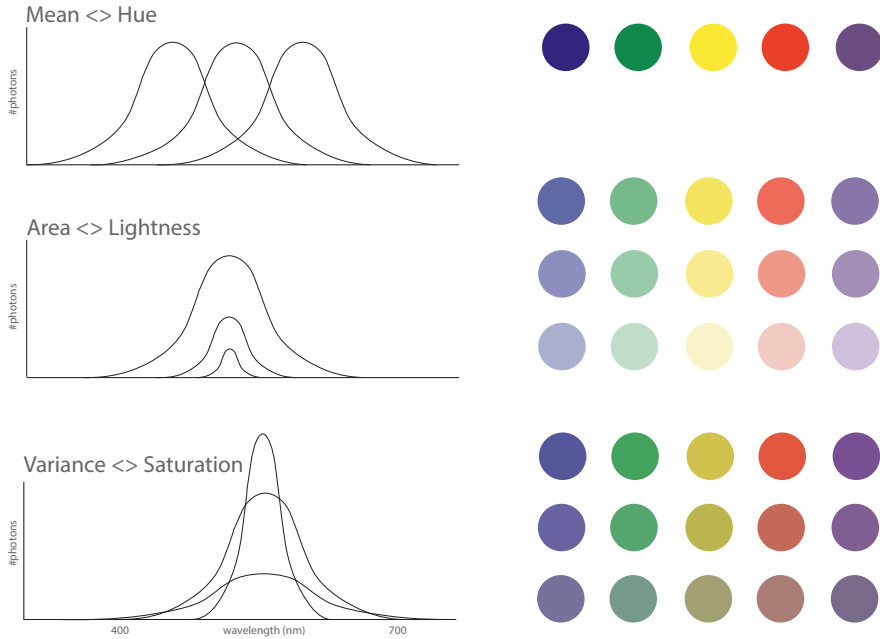 Mean <> Hue
#photons
Area <> Lightness
#photons
Variance <> Saturation
#photons
400 wavelength (nm) 700